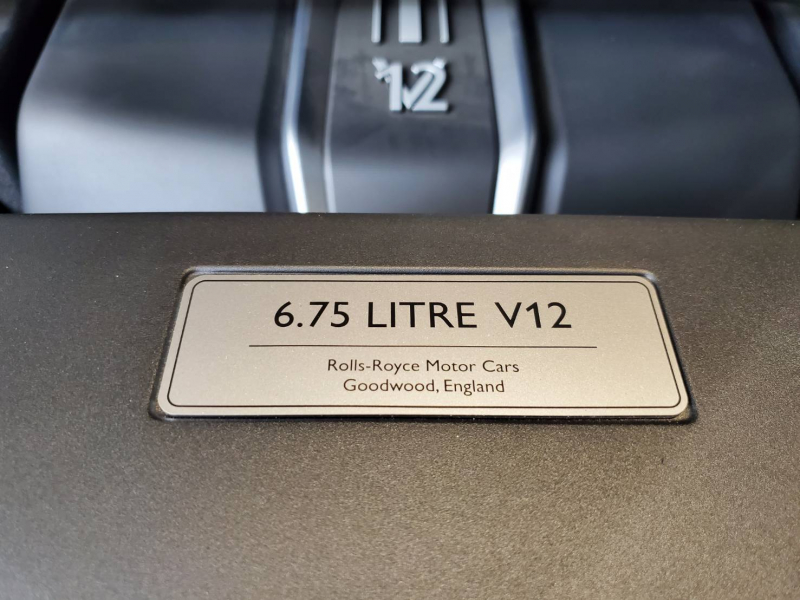 V12
6.75 LITRE V12
Rolls-Royce Motor Cars
Goodwood, England